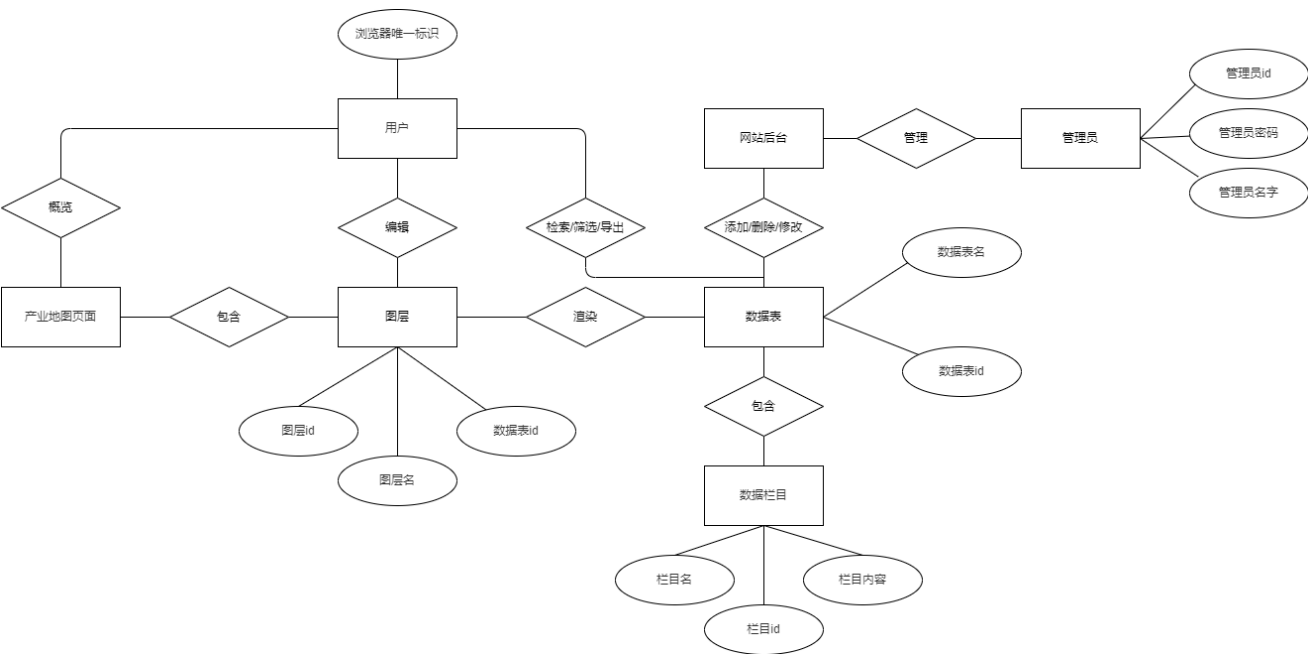 浏览器唯一标识
用户
网站后台
管理
管理员
管理员id
管理员密码
管理员名字
概览
编辑
检索/筛选/导出
添加/删除/修改
数据表名
产业地图页面
包含
图层
渲染
数据表
数据表id
包含
图层id
数据表id
图层名
数据栏目
栏目名
栏目内容
栏目id